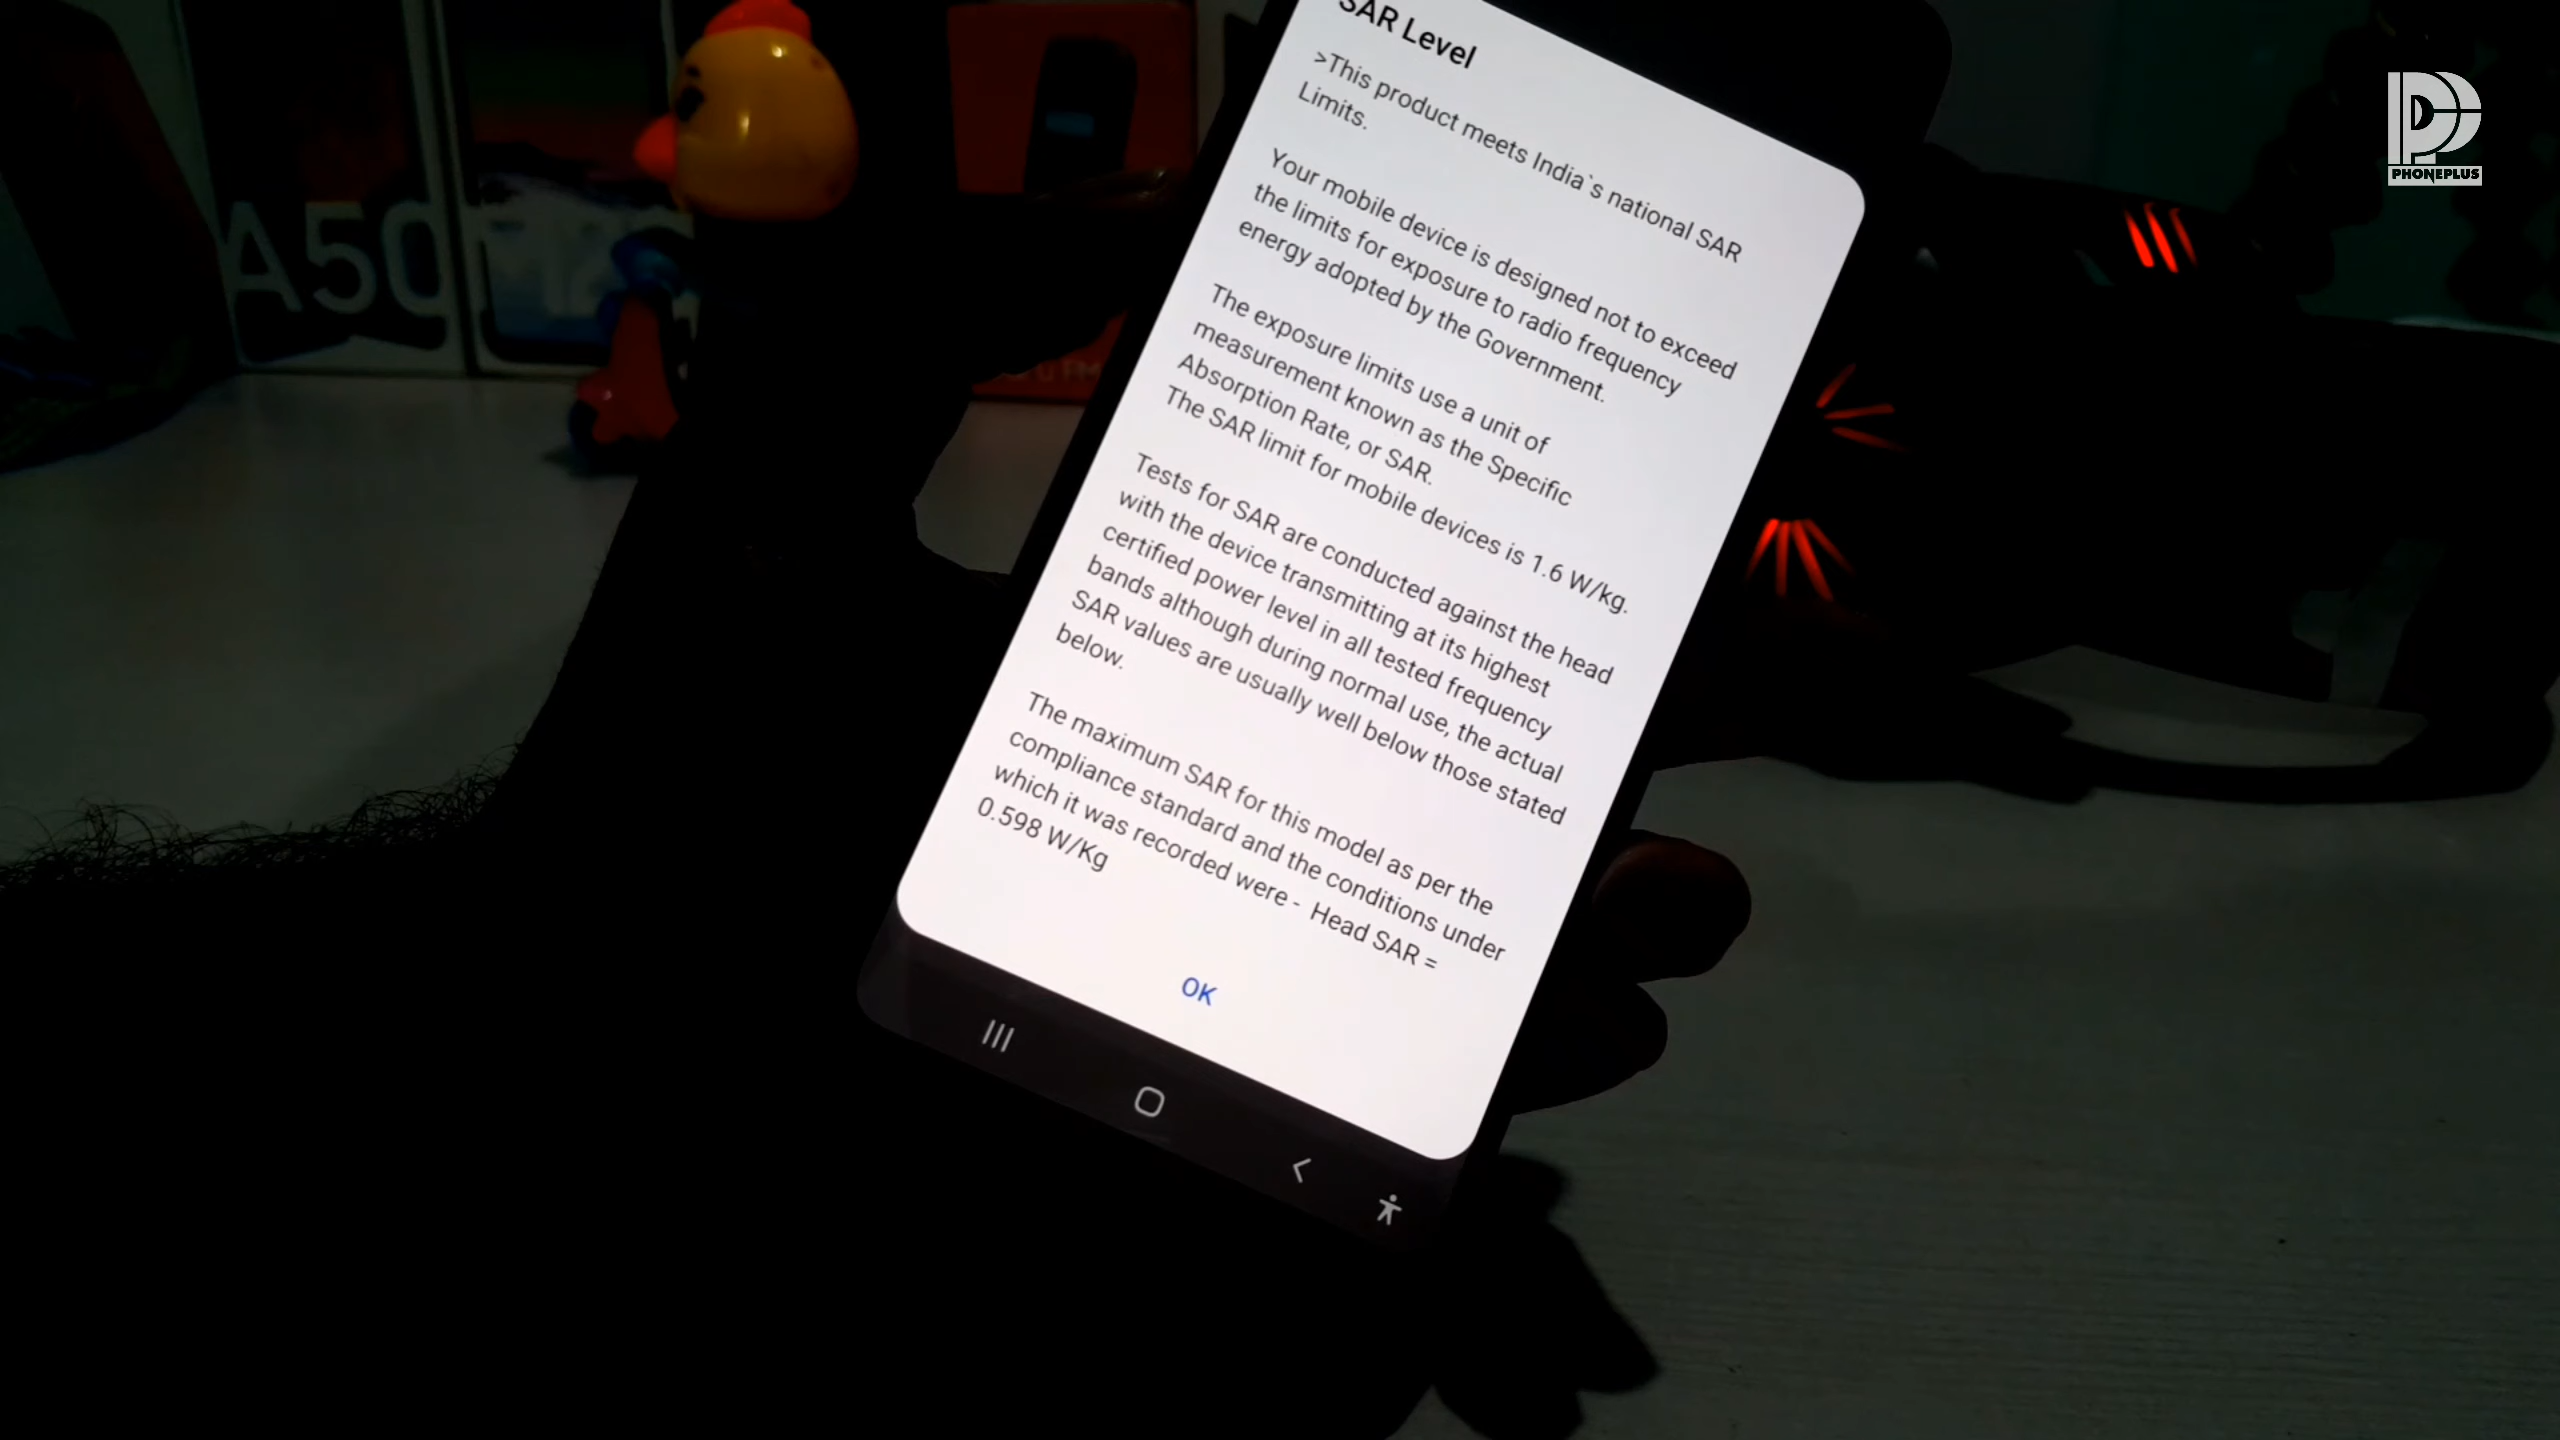 SAR Level
>This product meets India`s national SAR
Limits.
Your mobile device is designed not to exceed
the limits for exposure to radio frequency
energy adopted by the Government.
The exposure limits use a unit of
measurement known as the Specific
Absorption Rate, or SAR.
The SAR limit for mobile devices is 1.6 W/kg.
Tests for SAR are conducted against the head
with the device transmitting at its highest
certified power level in all tested frequency
bands although during normal use, the actual
SAR values are usually well below those stated
below.
The maximum SAR for this model as per the
compliance standard and the conditions under
which it was recorded were - Head SAR =
0.598 W/Kg
OK
A50
PHONEPLUS